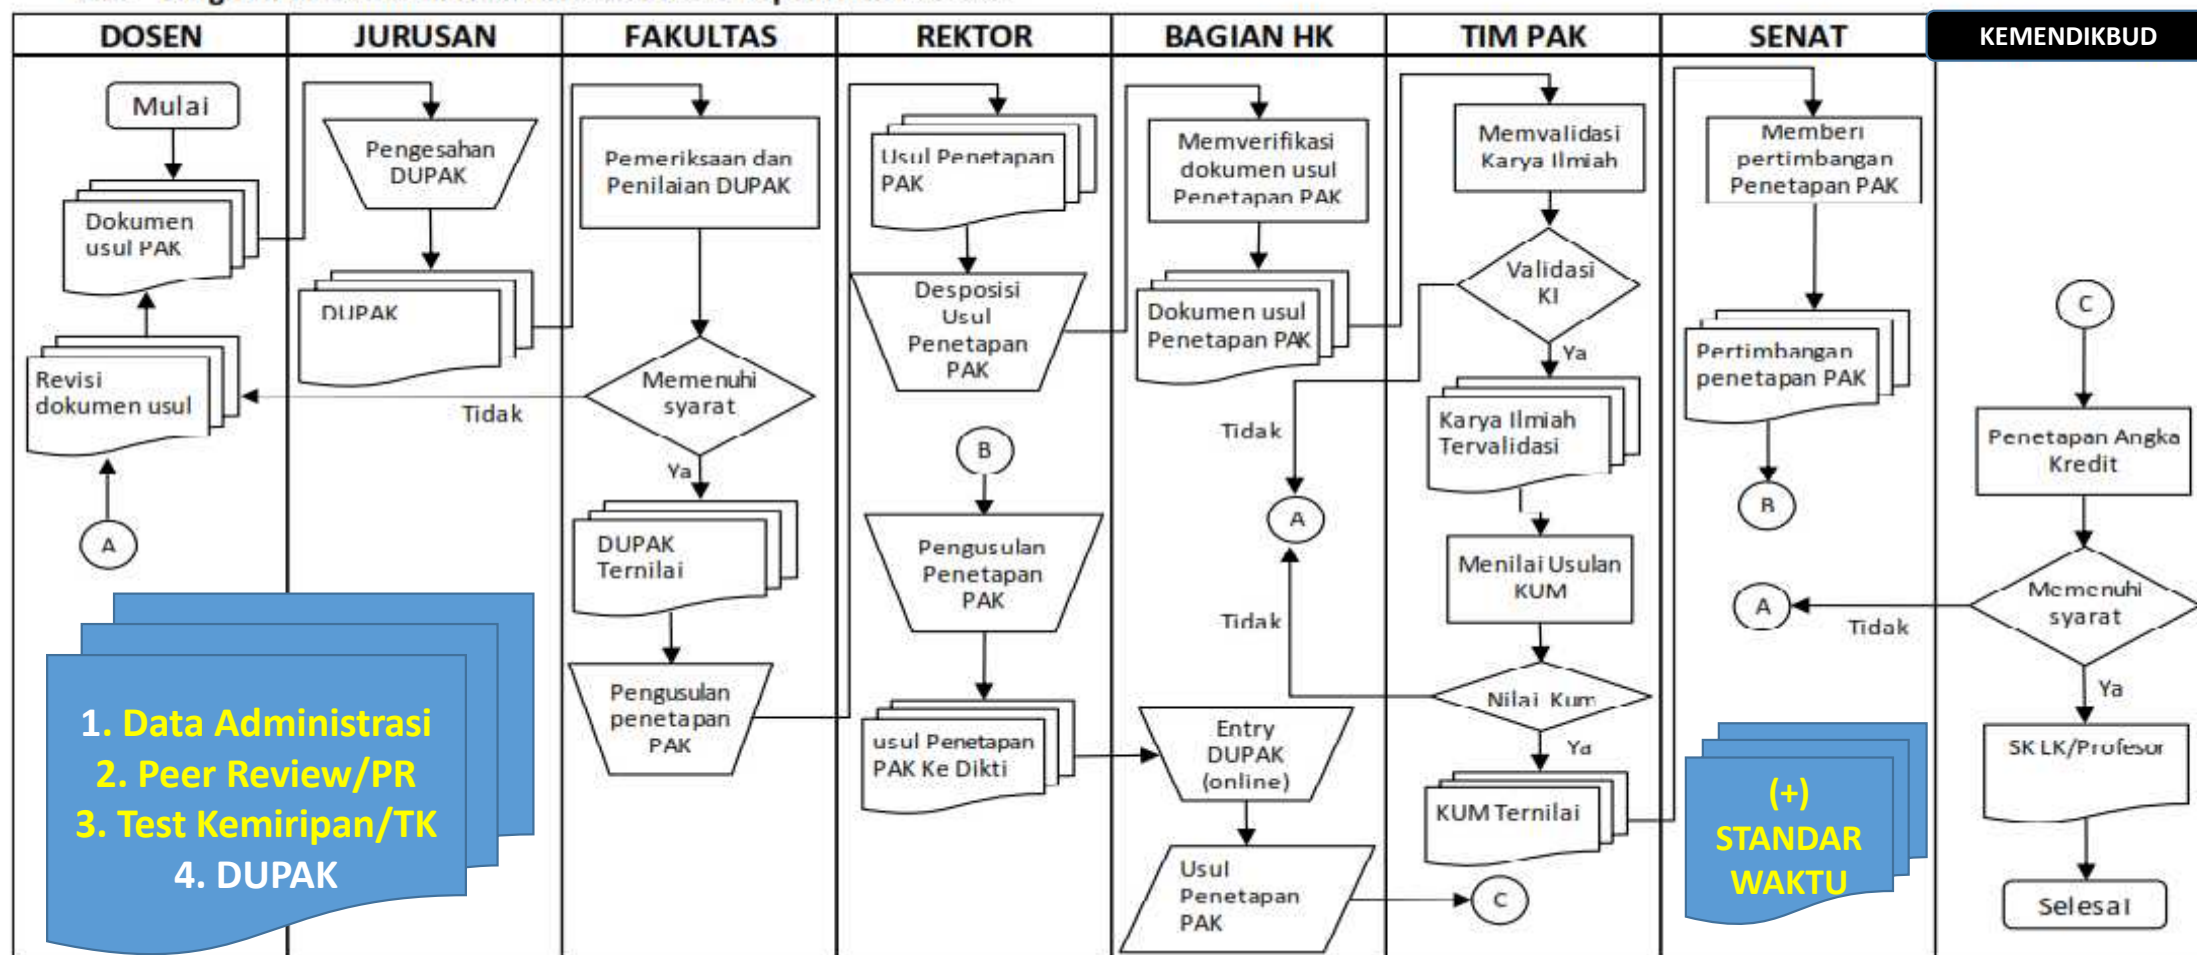 DOSEN
JURUSAN
FAKULTAS
REKTOR
BAGIAN HK
TIM PAK
SENAT
KEMENDIKBUD
Mulai
Dokumen
usul PAK
Revisi
dokumen usul
A
1. Data Administrasi
2. Peer Review/PR
3. Test Kemiripan/TK
4. DUPAK
Pengesahan
DUPAK
DUPAK
Tidak
Pemeriksaan dan
Penilaian DUPAK
Memenuhi
syarat
Ya
DUPAK
Ternilai
Pengusulan
penetapan
PAK
Usul Penetapan
PAK
Desposisi
Usul
Penetapan
PAK
B
Pengusulan
Penetapan
PAK
usul Penetapan
PAK Ke Dikti
Memverifikasi
dokumen usul
Penetapan PAK
Dokumen usul
Penetapan PAK
Tidak
A
Tidak
Entry
DUPAK
(online)
Usul
Penetapan
PAK
Memvalidasi
Karya Ilmiah
Validasi
KI
Ya
Karya Ilmiah
Tervalidasi
Menilai Usulan
KUM
Nilai Kum
Ya
KUM Ternilai
C
Memberi
pertimbangan
Penetapan PAK
Pertimbangan
penetapan PAK
B
A
Tidak
(+)
STANDAR
WAKTU
C
Penetapan Angka
Kredit
Memenuhi
syarat
Ya
SK LK/Profesor
Selesai